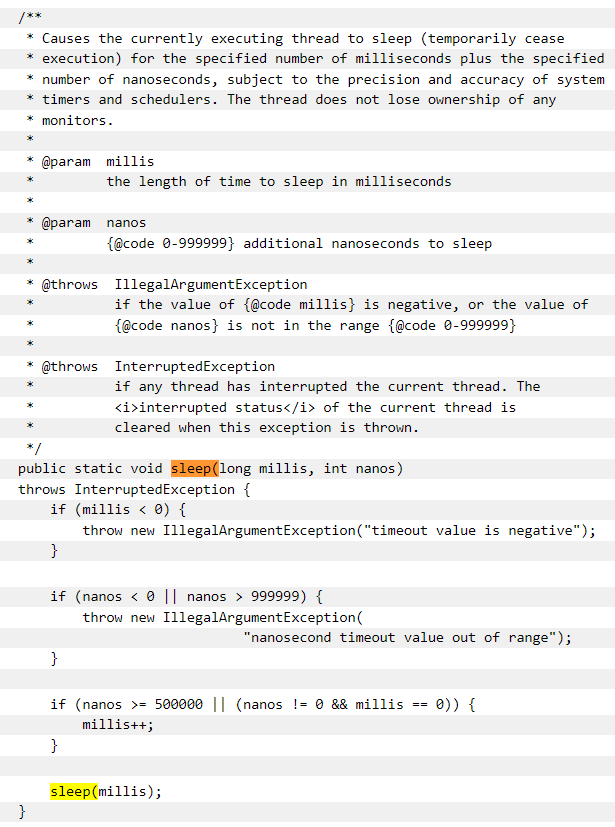 /**
 * Causes the currently executing thread to sleep (temporarily cease
 * execution) for the specified number of milliseconds plus the specified
 * number of nanoseconds, subject to the precision and accuracy of system
 * timers and schedulers. The thread does not lose ownership of any
 * monitors.
 *
 * @param  millis
 *         the length of time to sleep in milliseconds
 *
 * @param  nanos
 *         {@code 0-999999} additional nanoseconds to sleep
 *
 * @throws  IllegalArgumentException
 *          if the value of {@code millis} is negative, or the value of
 *          {@code nanos} is not in the range {@code 0-999999}
 *
 * @throws  InterruptedException
 *          if any thread has interrupted the current thread. The
 *          <i>interrupted status</i> of the current thread is
 *          cleared when this exception is thrown.
 */
public static void sleep(long millis, int nanos)
throws InterruptedException {
    if (millis < 0) {
        throw new IllegalArgumentException("timeout value is negative");
    }

    if (nanos < 0 || nanos > 999999) {
        throw new IllegalArgumentException(
                            "nanosecond timeout value out of range");
    }

    if (nanos >= 500000 || (nanos != 0 && millis == 0)) {
        millis++;
    }

    sleep(millis);
}